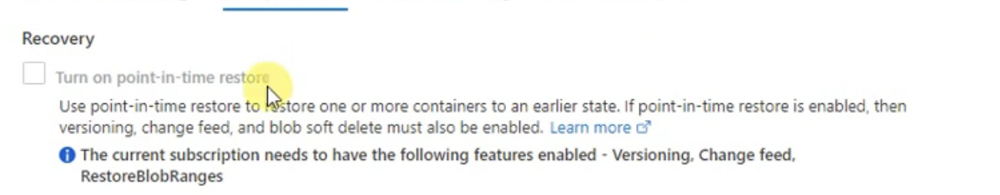 Recovery
Turn on point-in-time restore
Use point-in-time restore to restore one or more containers to an earlier state. If point-in-time restore is enabled, then
versioning, change feed, and blob soft delete must also be enabled. Learn more
The current subscription needs to have the following features enabled - Versioning, Change feed,
RestoreBlobRanges